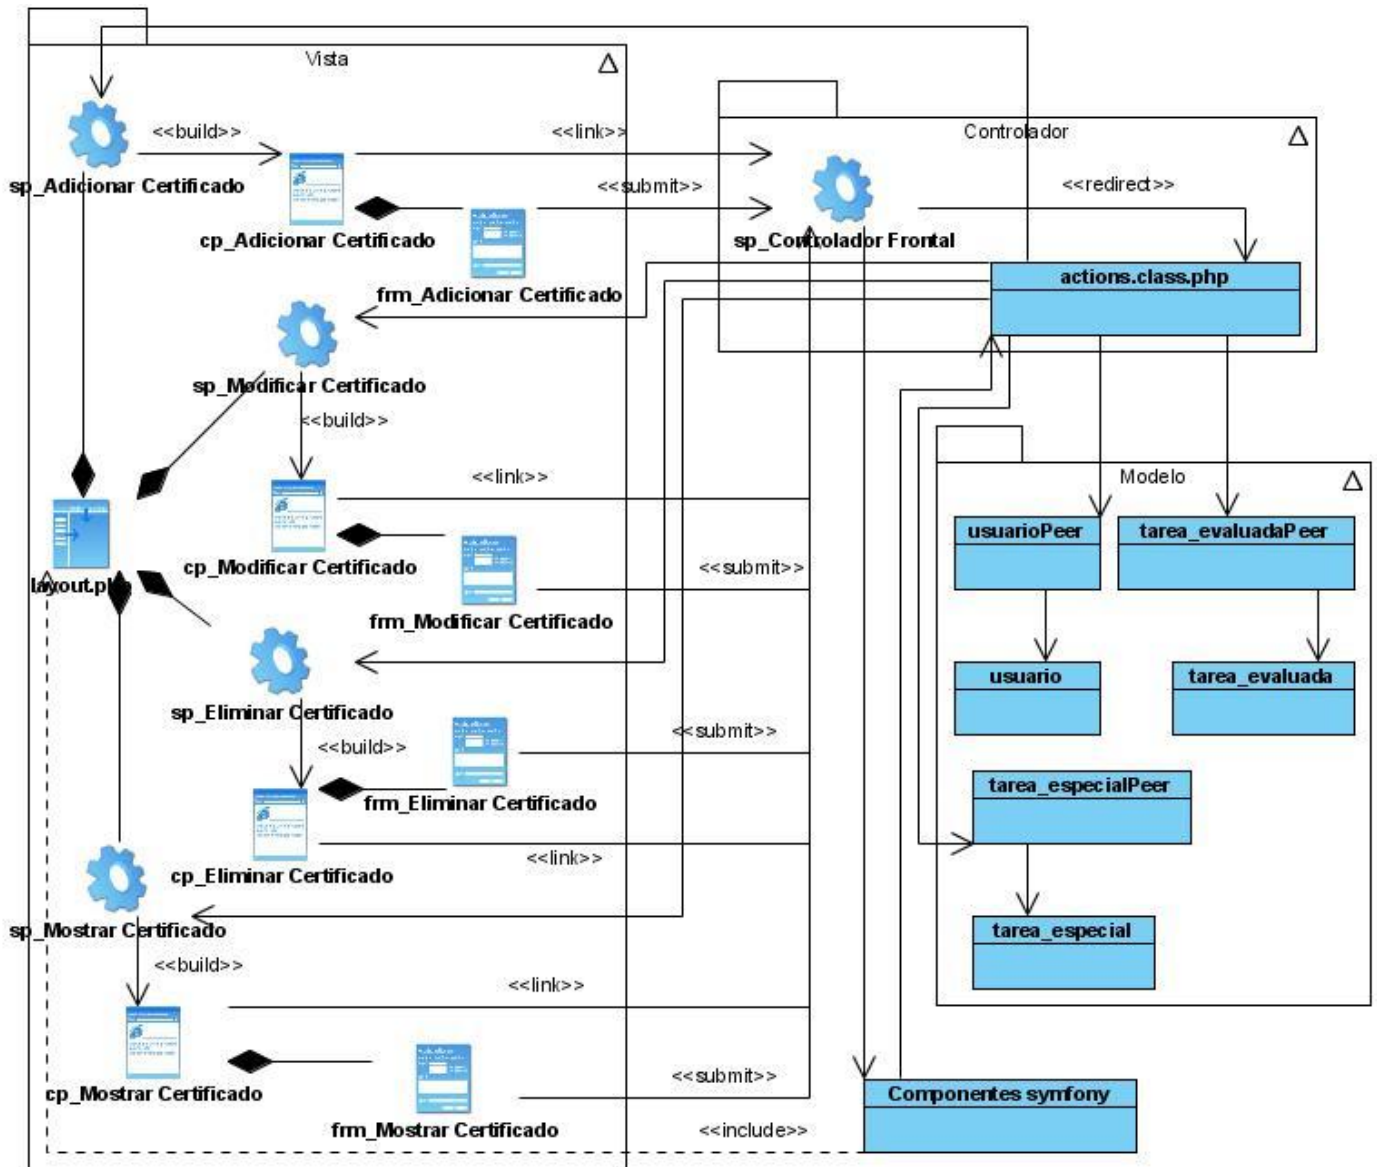 Vista
<<build>>
<<link>>
Controlador
sp_Adicionar Certificado
<<submit>>
<<redirect>>
cp_Adicionar Certificado
sp_Controlador Frontal
frm_Adicionar Certificado
actions.class.php
sp_Modificar Certificado
<<build>>
<<link>>
Modelo
usuarioPeer
tarea_evaluadaPeer
cp_Modificar Certificado
<<submit>>
layout.php
frm_Modificar Certificado
usuario
tarea_evaluada
sp_Eliminar Certificado
<<submit>>
<<build>>
tarea_especialPeer
frm_Eliminar Certificado
<<link>>
cp_Eliminar Certificado
sp_Mostrar Certificado
tarea_especial
<<build>>
<<link>>
<<submit>>
cp_Mostrar Certificado
Componentes symfony
frm_Mostrar Certificado
<<include>>